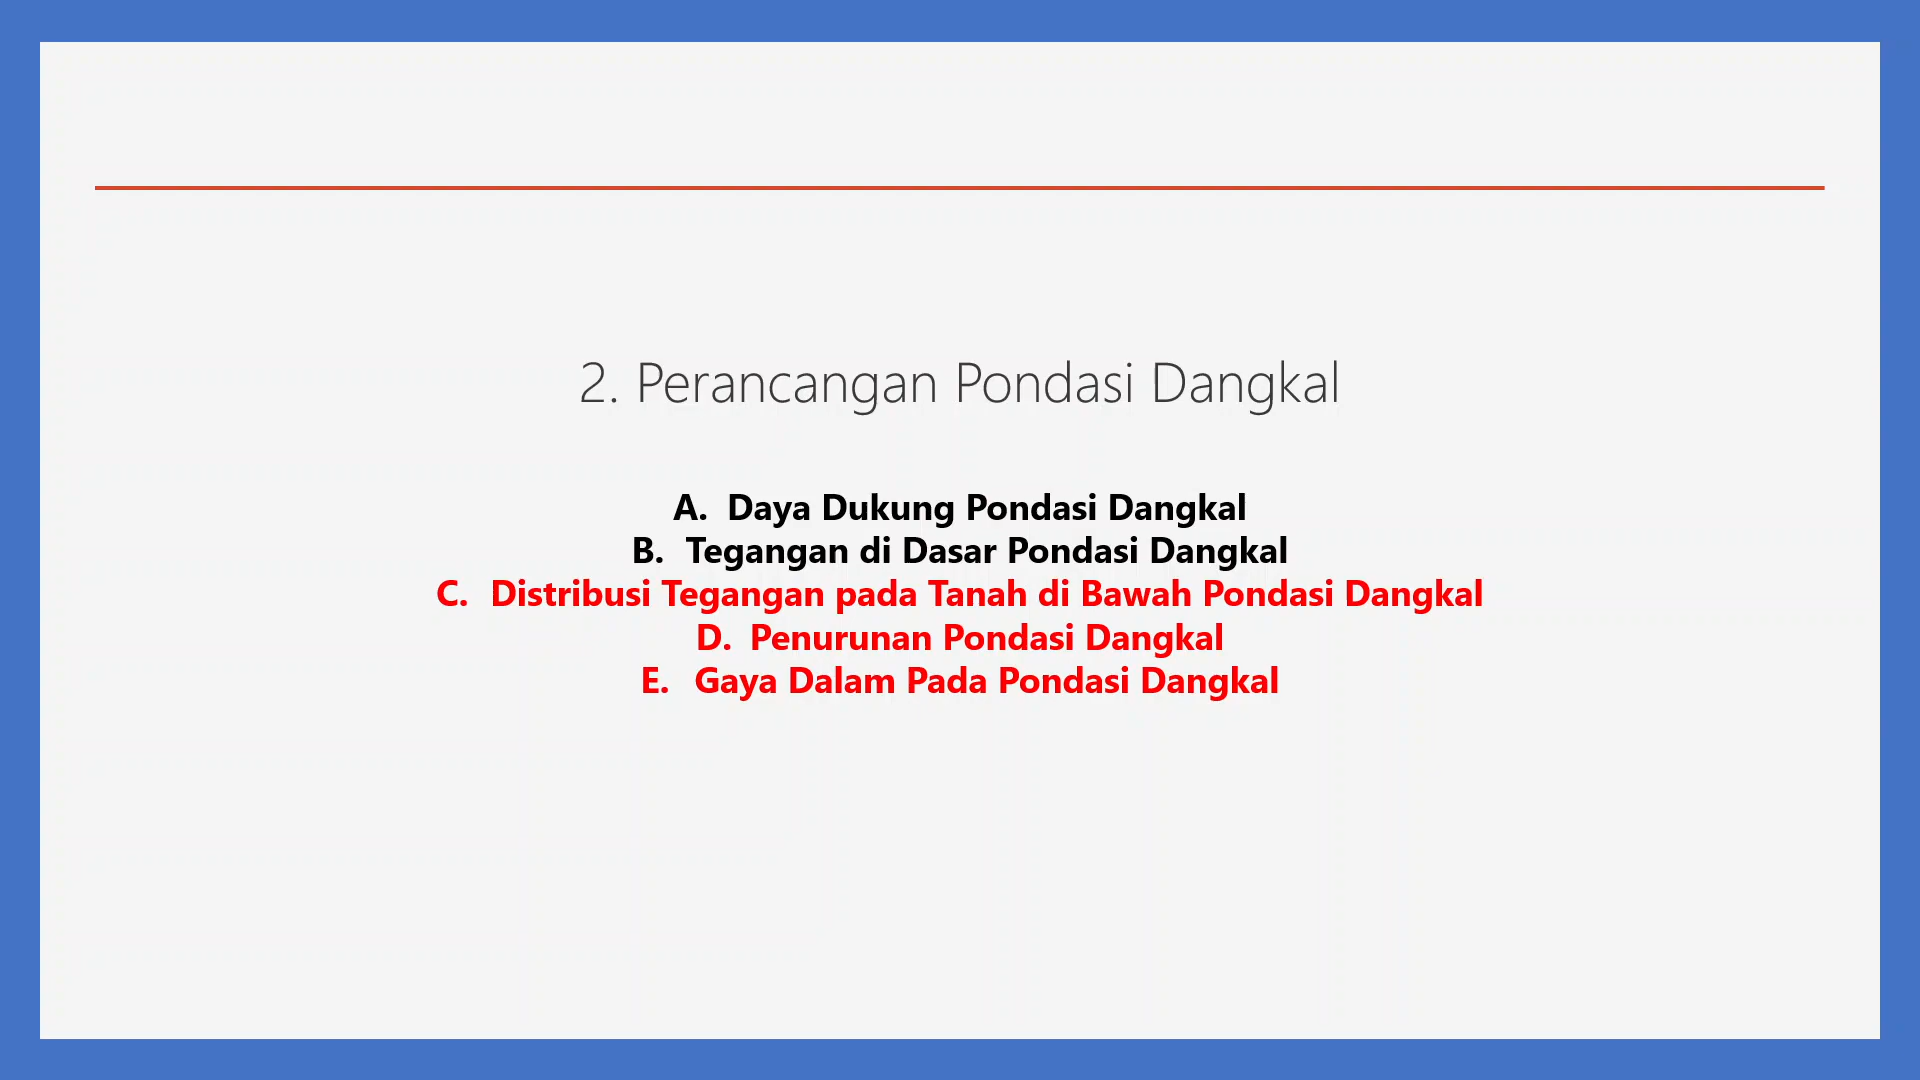 2. Perancangan Pondasi Dangkal
A. Daya Dukung Pondasi Dangkal
B. Tegangan di Dasar Pondasi Dangkal
C. Distribusi Tegangan pada Tanah di Bawah Pondasi Dangkal
D. Penurunan Pondasi Dangkal
E. Gaya Dalam Pada Pondasi Dangkal